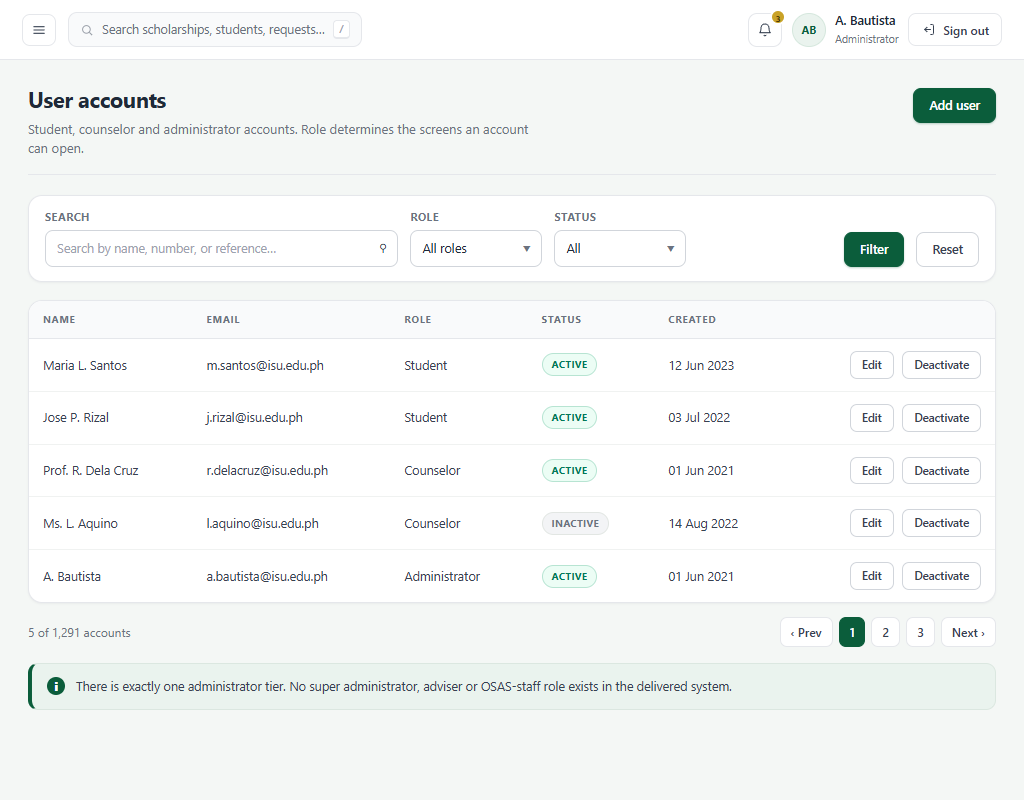 Search scholarships, students, requests... /
3
AB
A. Bautista
Administrator
Sign out
User accounts
Add user
Student, counselor and administrator accounts. Role determines the screens an account
can open.
SEARCH ROLE STATUS
Search by name, number, or reference... All roles All Filter Reset
NAME EMAIL ROLE STATUS CREATED
Maria L. Santos m.santos@isu.edu.ph Student ACTIVE 12 Jun 2023 Edit Deactivate
Jose P. Rizal j.rizal@isu.edu.ph Student ACTIVE 03 Jul 2022 Edit Deactivate
Prof. R. Dela Cruz r.delacruz@isu.edu.ph Counselor ACTIVE 01 Jun 2021 Edit Deactivate
Ms. L. Aquino l.aquino@isu.edu.ph Counselor INACTIVE 14 Aug 2022 Edit Deactivate
A. Bautista a.bautista@isu.edu.ph Administrator ACTIVE 01 Jun 2021 Edit Deactivate
5 of 1,291 accounts ‹ Prev 1 2 3 Next ›
There is exactly one administrator tier. No super administrator, adviser or OSAS-staff role exists in the delivered system.